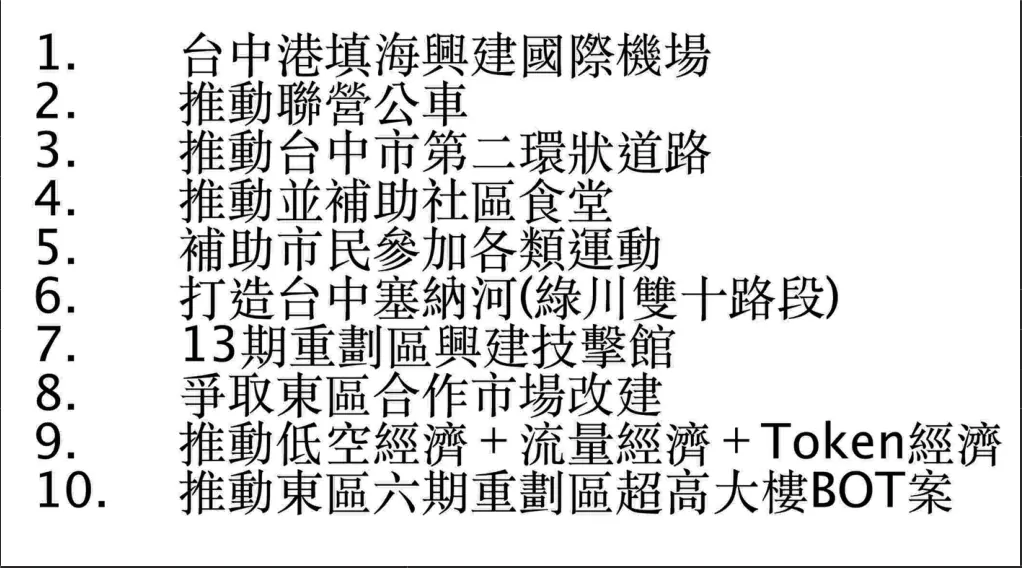 1. 台中港填海興建國際機場
2. 推動聯營公車
3. 推動台中市第二環狀道路
4. 推動並補助社區食堂
5. 補助市民參加各類運動
6. 打造台中塞納河(綠川雙十路段)
7. 13期重劃區興建技擊館
8. 爭取東區合作市場改建
9. 推動低空經濟＋流量經濟＋Token經濟
10. 推動東區六期重劃區超高大樓BOT案